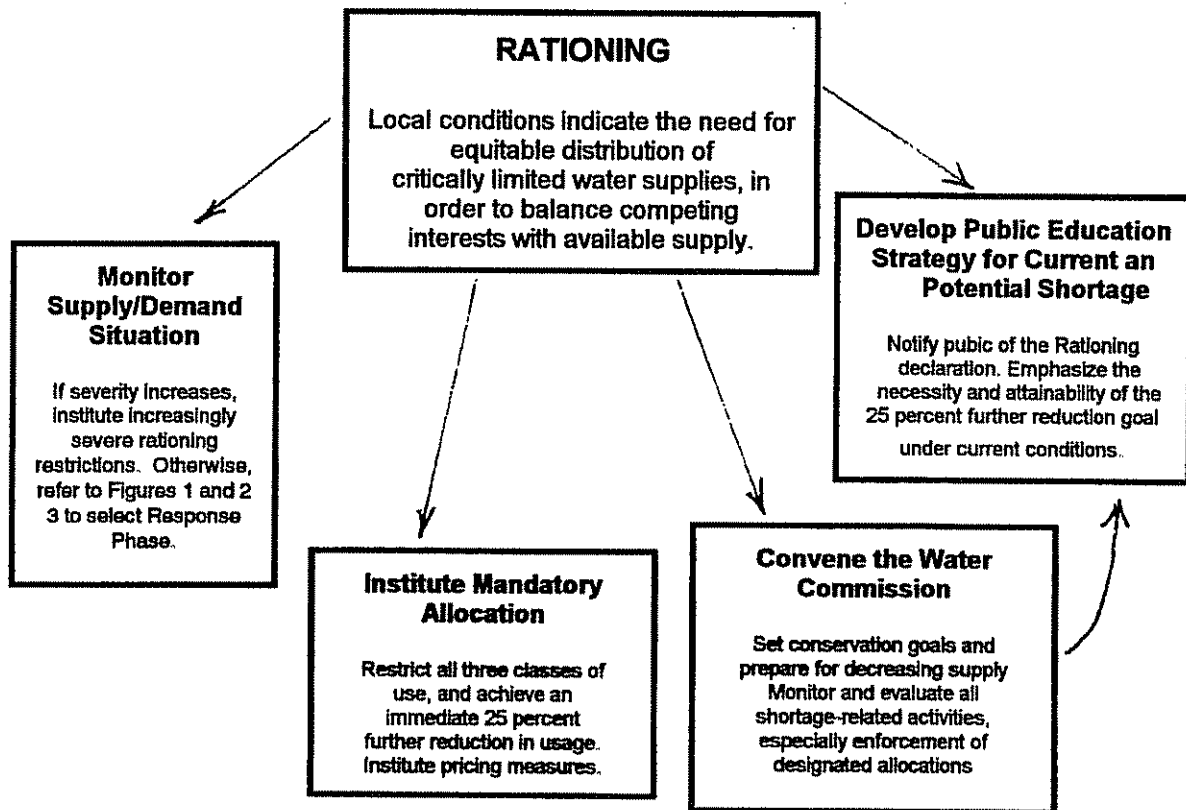 RATIONING
Local conditions indicate the need for
equitable distribution of
critically limited water supplies, in
order to balance competing
interests with available supply.
Monitor
Supply/Demand
Situation
If severity increases,
institute increasingly
severe rationing
restrictions. Otherwise,
refer to Figures 1 and 2
3 to select Response
Phase.
Institute Mandatory
Allocation
Restrict all three classes of
use, and achieve an
immediate 25 percent
further reduction in usage.
Institute pricing measures.
Convene the Water
Commission
Set conservation goals and
prepare for decreasing supply
Monitor and evaluate all
shortage-related activities,
especially enforcement of
designated allocations
Develop Public Education
Strategy for Current an
Potential Shortage
Notify pubic of the Rationing
declaration. Emphasize the
necessity and attainability of the
25 percent further reduction goal
under current conditions.